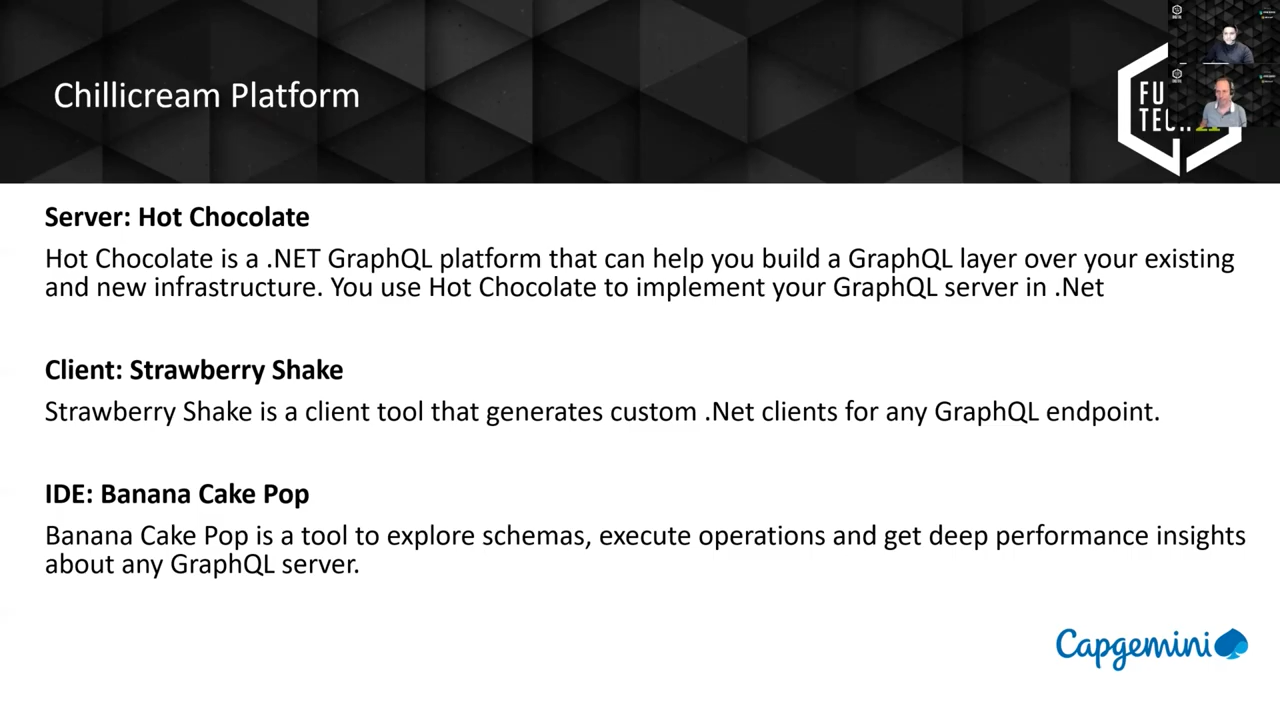 Chillicream Platform
FU
TECH 21
Server: Hot Chocolate
Hot Chocolate is a .NET GraphQL platform that can help you build a GraphQL layer over your existing
and new infrastructure. You use Hot Chocolate to implement your GraphQL server in .Net
Client: Strawberry Shake
Strawberry Shake is a client tool that generates custom .Net clients for any GraphQL endpoint.
IDE: Banana Cake Pop
Banana Cake Pop is a tool to explore schemas, execute operations and get deep performance insights
about any GraphQL server.
Capgemini